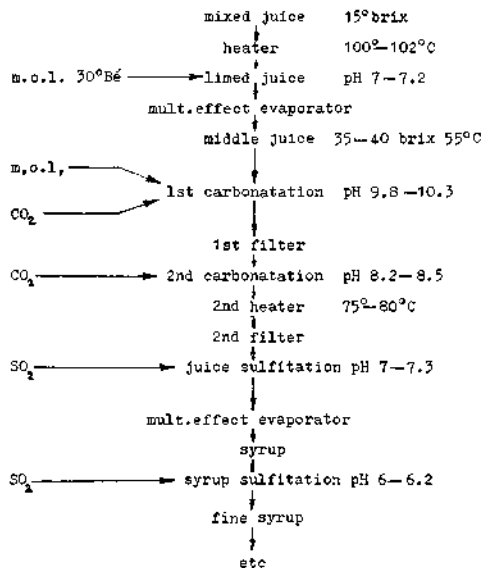 mixed juice 15° brix
heater 100°–102°C
m.o.l. 30°Bé limed juice pH 7–7.2
mult.effect evaporator
middle juice 35–40 brix 55°C
m,o.l,
1st carbonatation pH 9.8–10.3
CO₂
1st filter
CO₂ 2nd carbonatation pH 8.2–8.5
2nd heater 75°–80°C
2nd filter
SO₂ juice sulfitation pH 7–7.3
mult.effect evaporator
syrup
SO₂ syrup sulfitation pH 6–6.2
fine syrup
etc